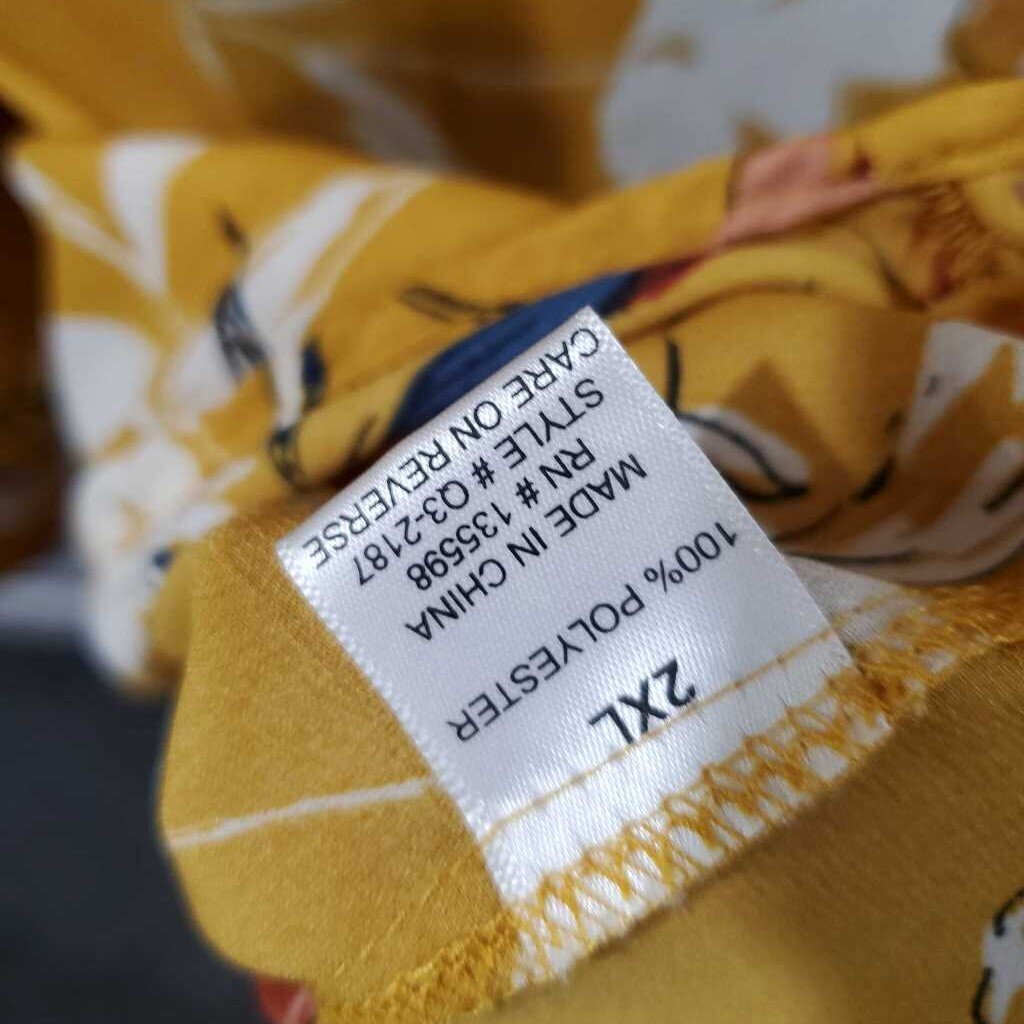 2XL
100% POLYESTER
MADE IN CHINA
RN # 135598
STYLE # Q3-2187
CARE ON REVERSE